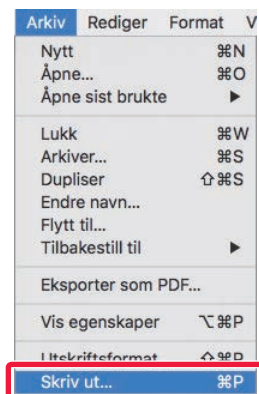 Arkiv Rediger Format V
Nytt ⌘N
Åpne... ⌘O
Åpne sist brukte ▶
Lukk ⌘W
Arkiver... ⌘S
Dupliser ⇧⌘S
Endre navn...
Flytt til...
Tilbakestill til ▶
Eksporter som PDF...
Vis egenskaper ⌥⌘P
Utskriftsformat ⇧⌘P
Skriv ut... ⌘P